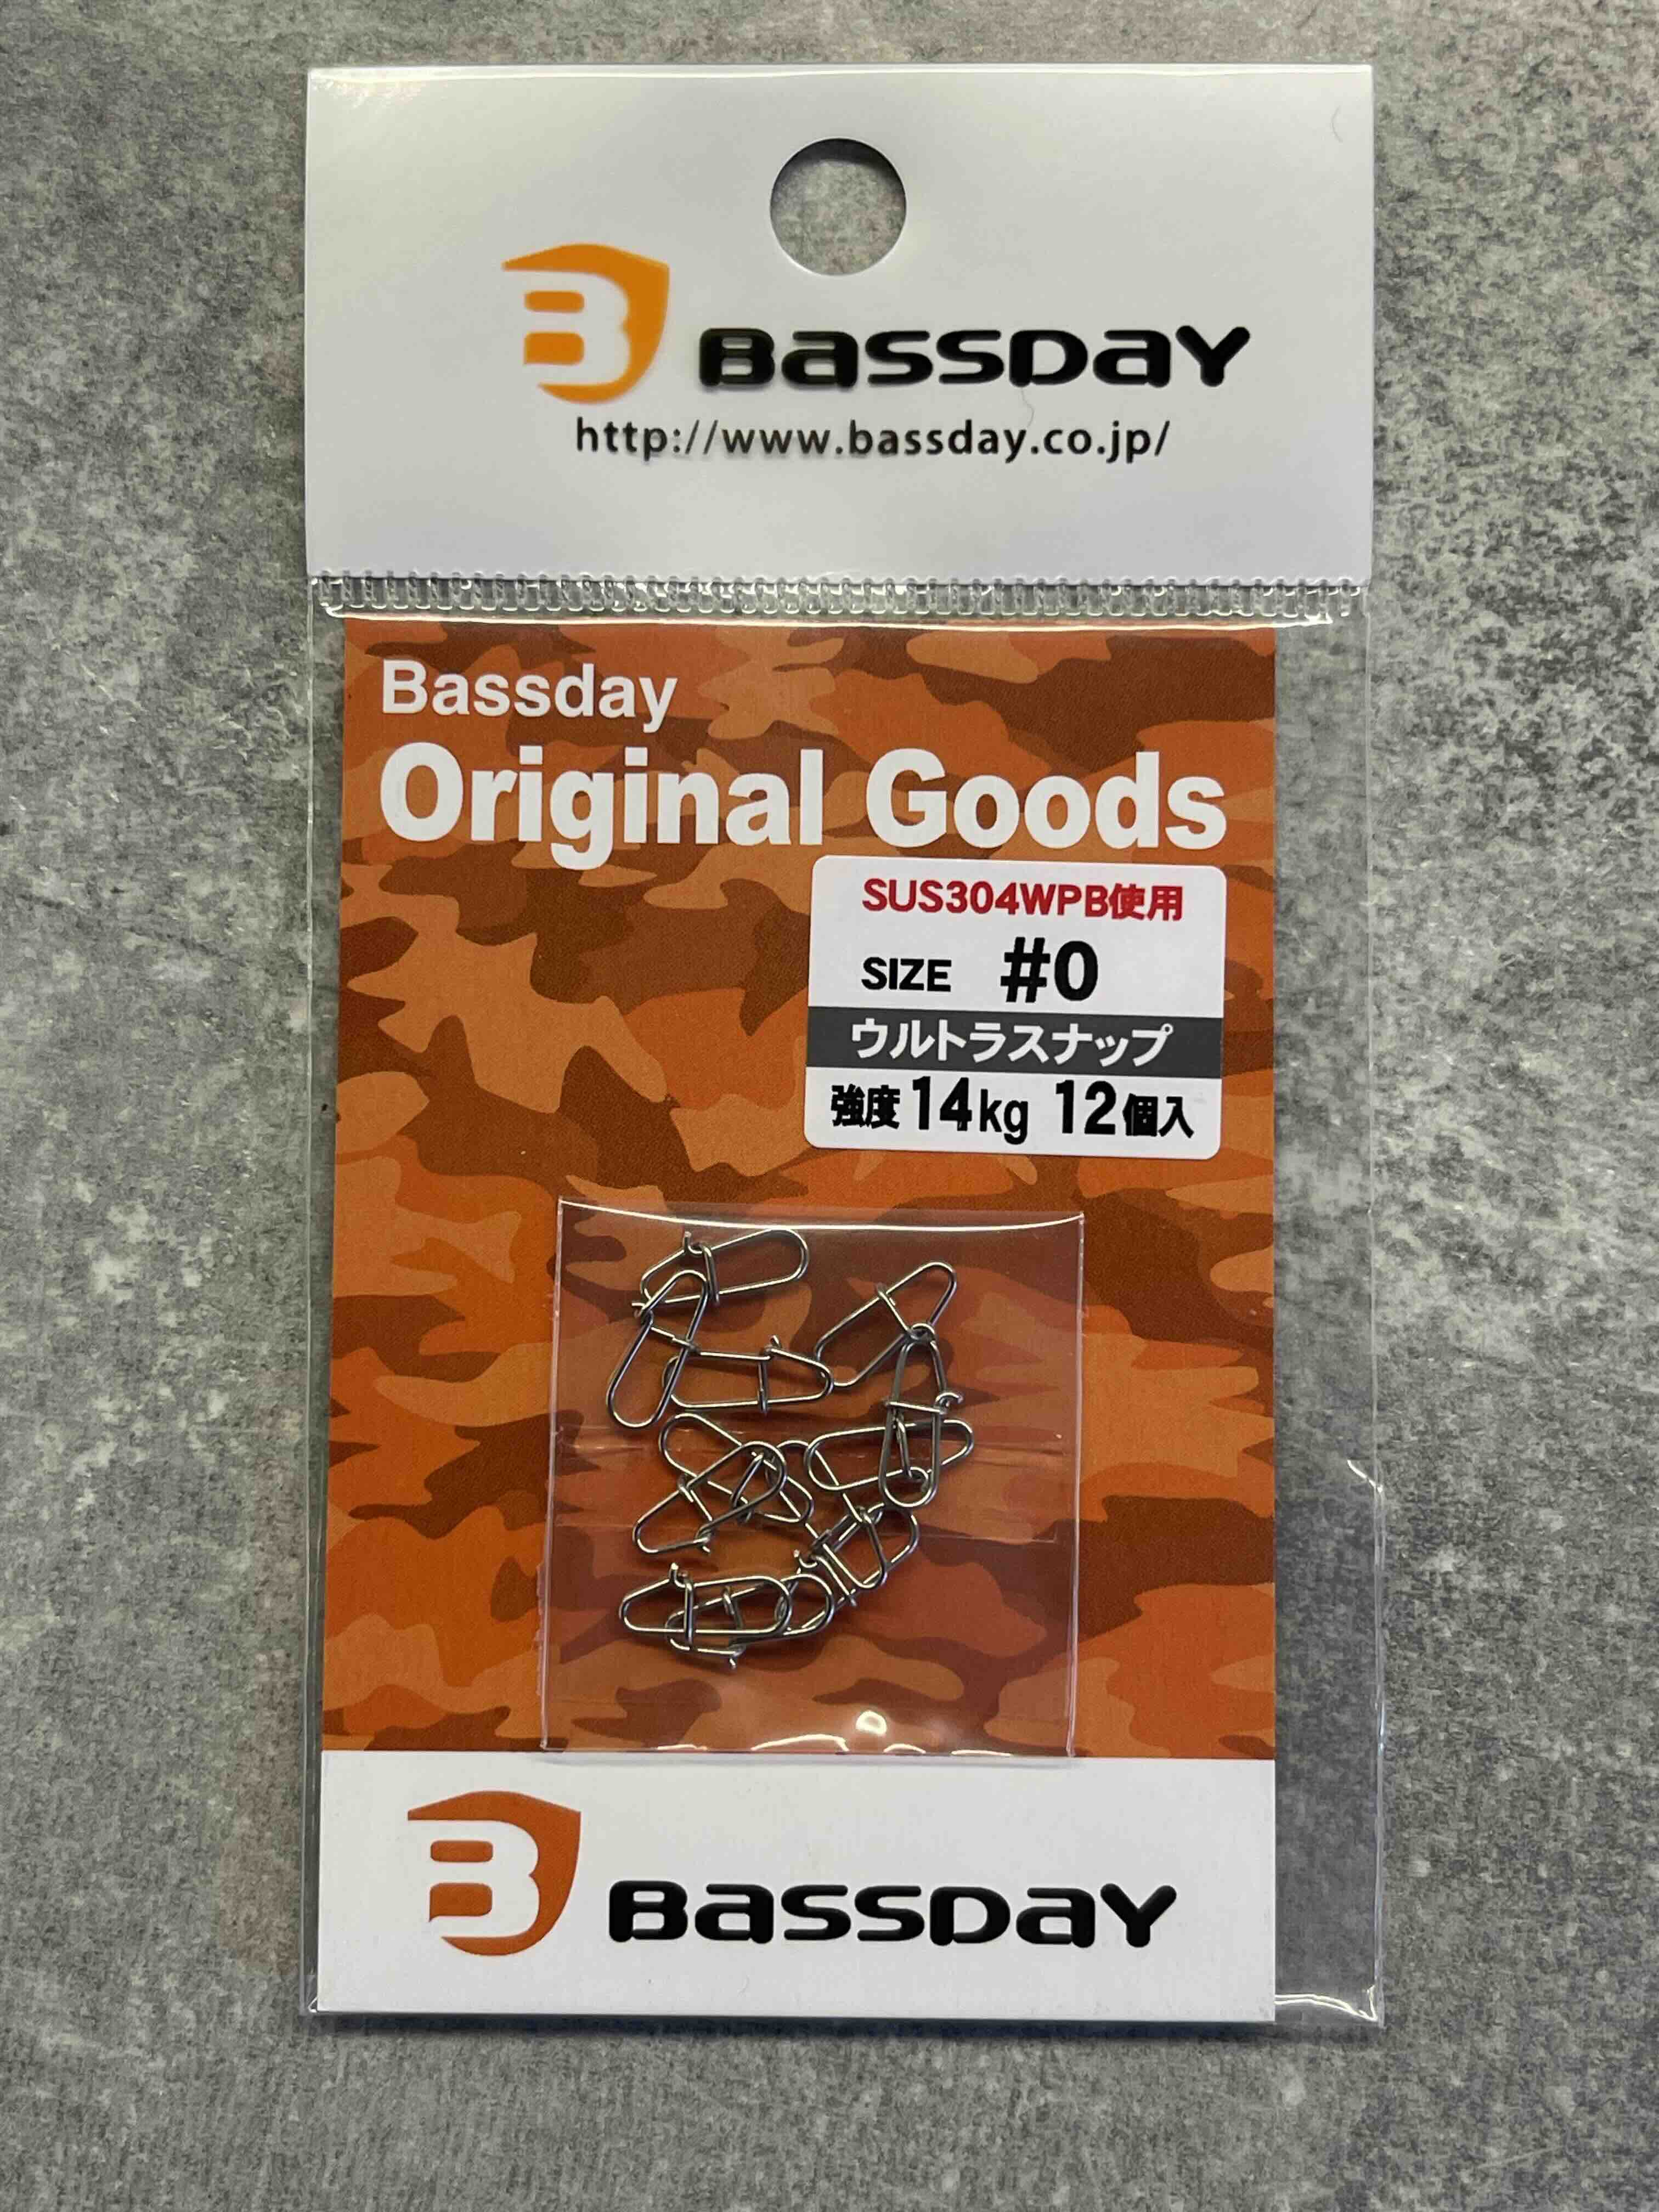 B BASSDAY
http://www.bassday.co.jp/
Bassday
Original Goods
SUS304WPB使用
SIZE #0
ウルトラスナップ
強度14kg 12個入
B BASSDAY